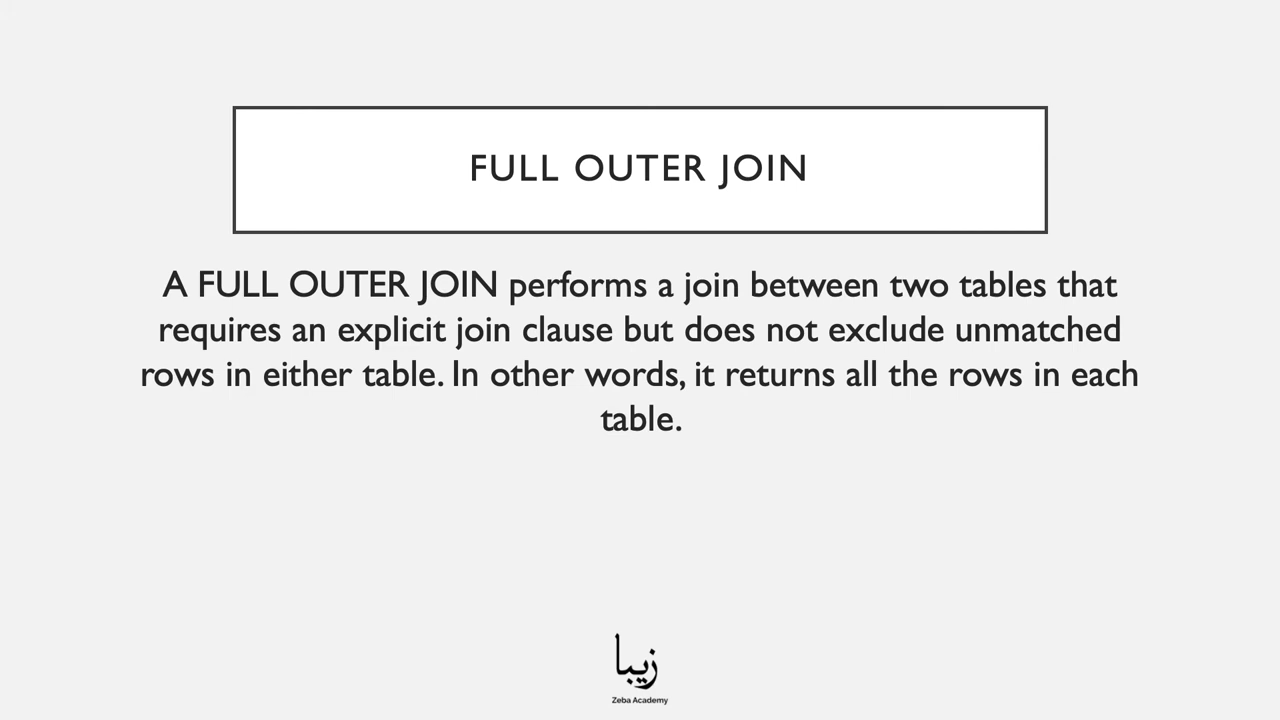 FULL OUTER JOIN
A FULL OUTER JOIN performs a join between two tables that
requires an explicit join clause but does not exclude unmatched
rows in either table. In other words, it returns all the rows in each
table.
زیبا
Zeba Academy